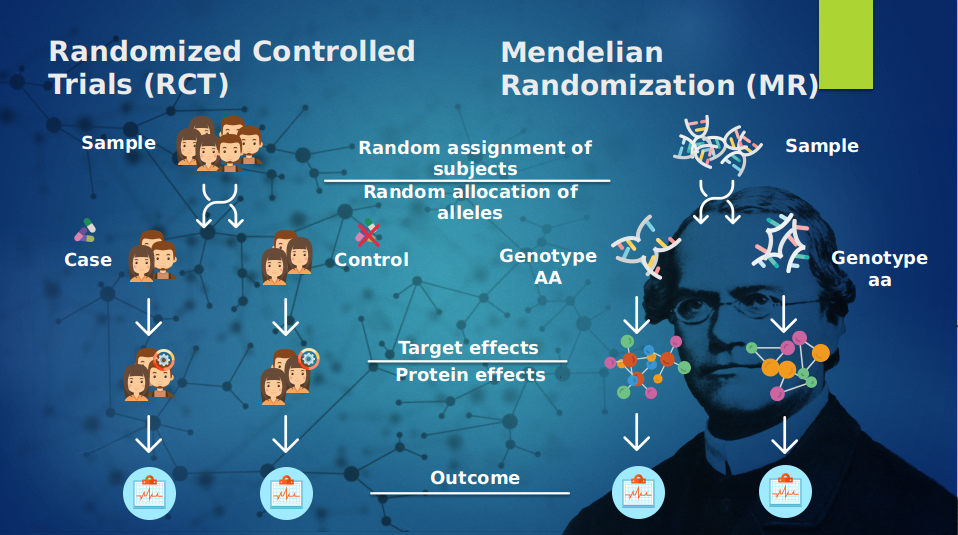 Randomized Controlled
Trials (RCT)
Mendelian
Randomization (MR)
Sample
Random assignment of
subjects
Random allocation of
alleles
Sample
Case
Control
Genotype
AA
Genotype
aa
Target effects
Protein effects
Outcome